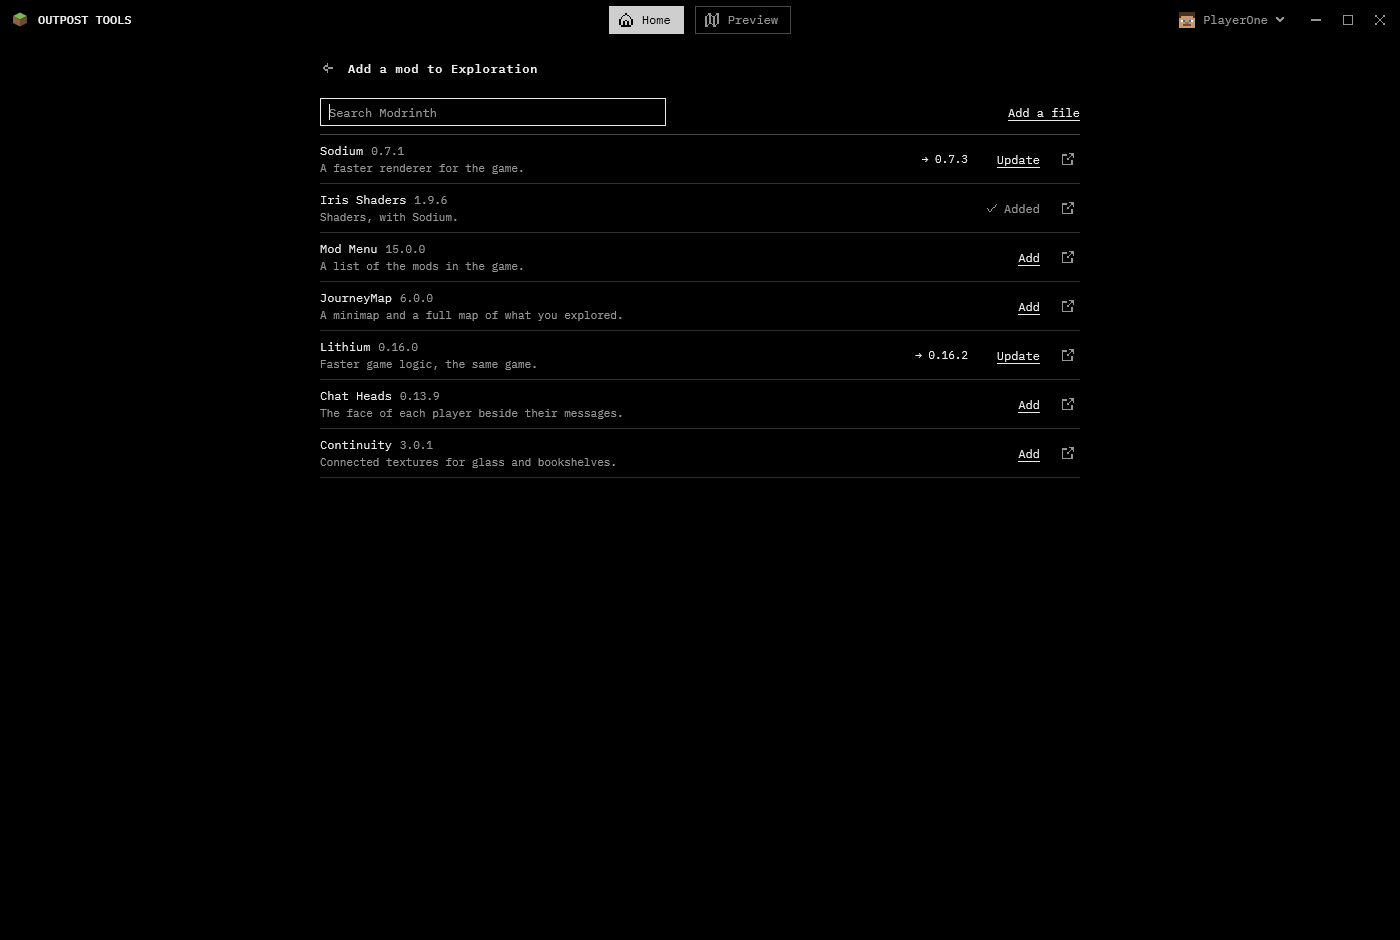 OUTPOST TOOLS
Home
Preview
PlayerOne
Add a mod to Exploration
Search Modrinth
Add a file
Sodium 0.7.1
A faster renderer for the game.
→ 0.7.3
Update
Iris Shaders 1.9.6
Shaders, with Sodium.
Added
Mod Menu 15.0.0
A list of the mods in the game.
Add
JourneyMap 6.0.0
A minimap and a full map of what you explored.
Add
Lithium 0.16.0
Faster game logic, the same game.
→ 0.16.2
Update
Chat Heads 0.13.9
The face of each player beside their messages.
Add
Continuity 3.0.1
Connected textures for glass and bookshelves.
Add